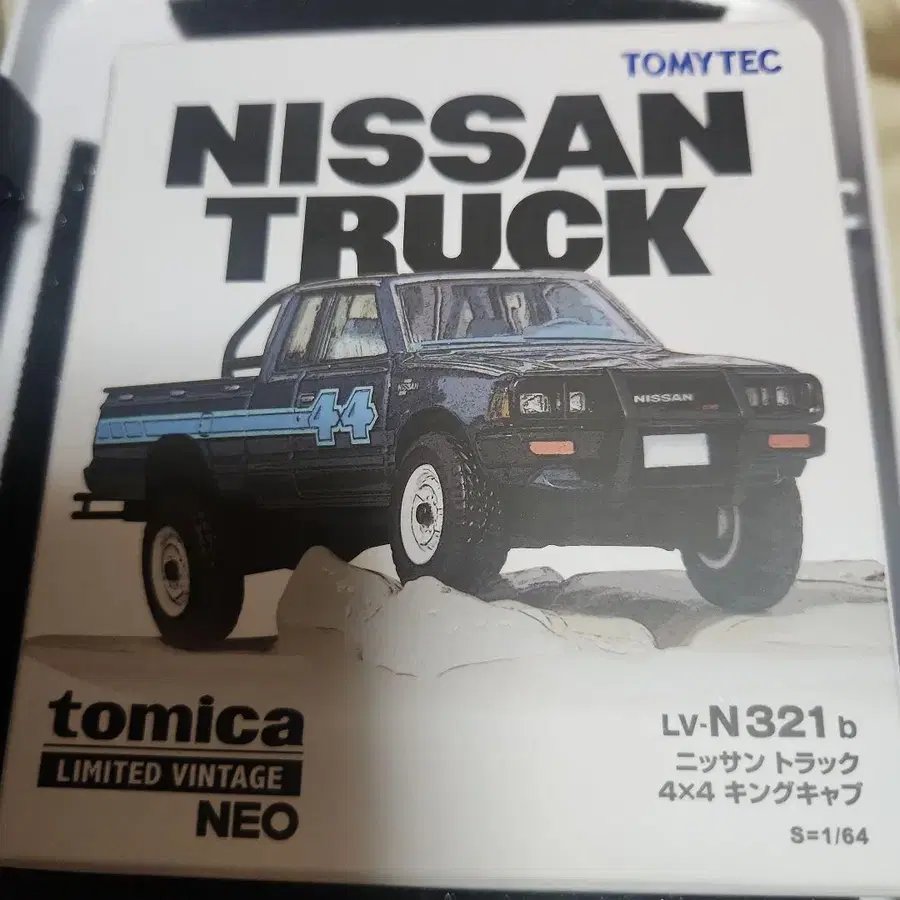 TOMYTEC
NISSAN
TRUCK
NISSAN
44
NISSAN
tomica
LIMITED VINTAGE
NEO
LV-N321b
ニッサン トラック
4×4 キングキャブ
S=1/64